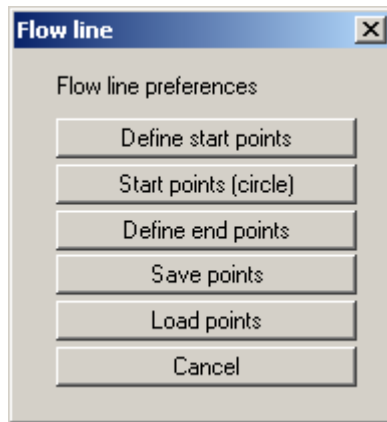 Flow line
Flow line preferences
Define start points
Start points (circle)
Define end points
Save points
Load points
Cancel